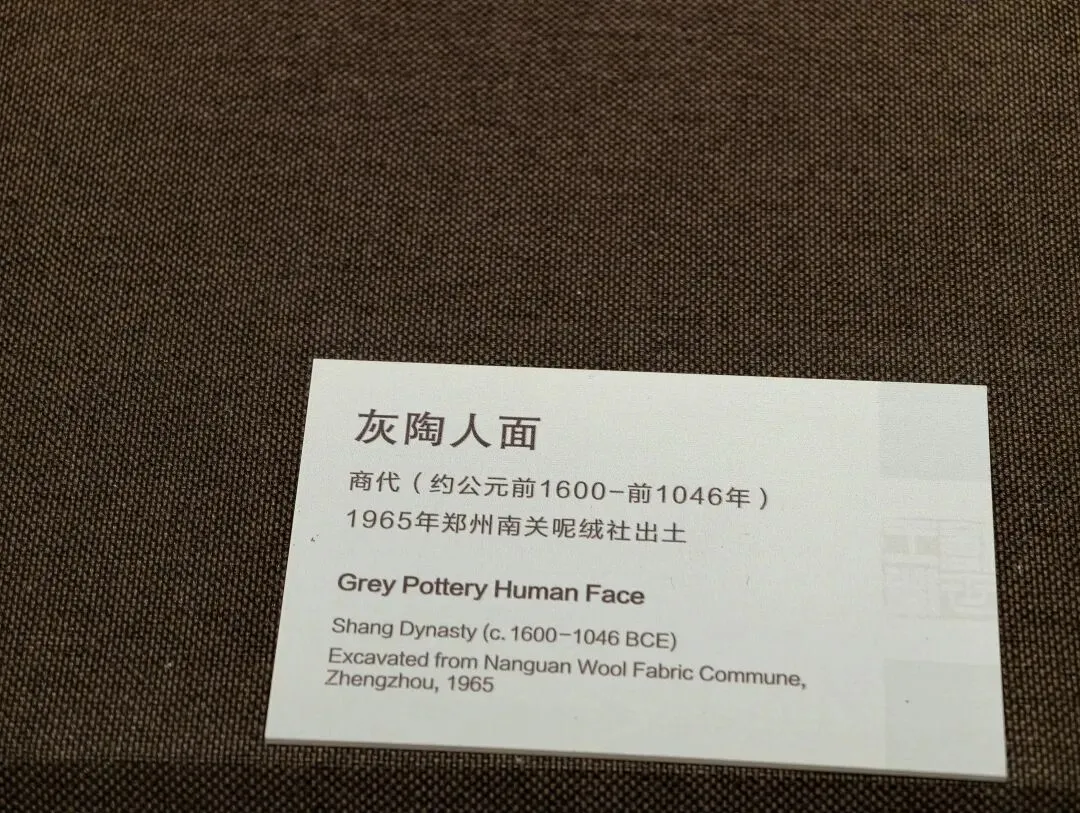 灰陶人面
商代（约公元前1600-前1046年）
1965年郑州南关呢绒社出土
Grey Pottery Human Face
Shang Dynasty (c. 1600-1046 BCE)
Excavated from Nanguan Wool Fabric Commune,
Zhengzhou, 1965